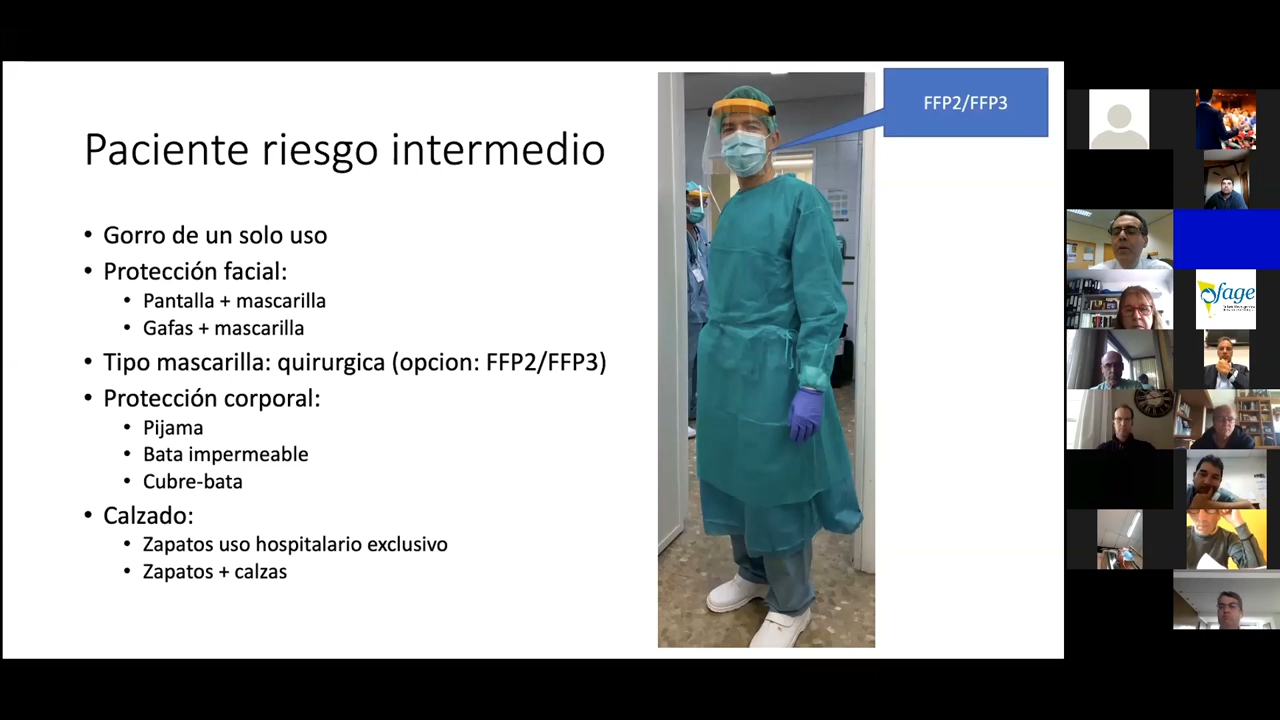 Paciente riesgo intermedio
• Gorro de un solo uso
• Protección facial:
• Pantalla + mascarilla
• Gafas + mascarilla
• Tipo mascarilla: quirurgica (opcion: FFP2/FFP3)
• Protección corporal:
• Pijama
• Bata impermeable
• Cubre-bata
• Calzado:
• Zapatos uso hospitalario exclusivo
• Zapatos + calzas
FFP2/FFP3
fage